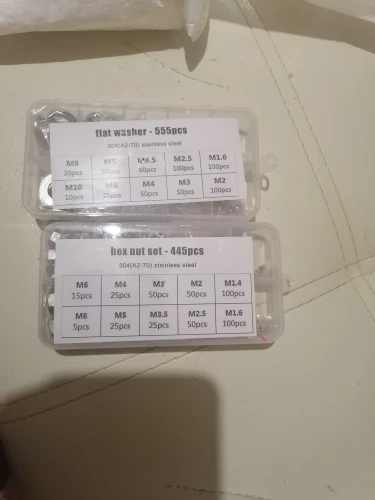 flat washer - 555pcs
304(A2-70) stainless steel
M8 M5 M3.5 M2.5 M1.6
20pcs 50pcs 50pcs 100pcs 100pcs
M10 M6 M4 M3 M2
10pcs 25pcs 50pcs 50pcs 100pcs
hex nut set - 445pcs
304(A2-70) stainless steel
M6 M4 M3 M2 M1.4
15pcs 25pcs 50pcs 50pcs 100pcs
M8 M5 M3.5 M2.5 M1.6
5pcs 25pcs 25pcs 50pcs 100pcs